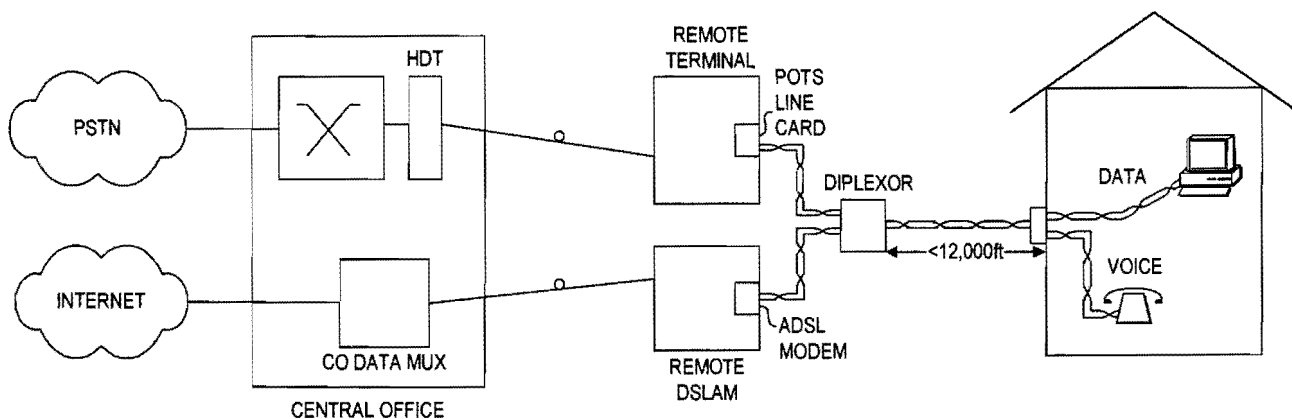 PSTN
HDT
REMOTE
TERMINAL
POTS
LINE
CARD
DIPLEXOR
DATA
<12,000ft
VOICE
INTERNET
CO DATA MUX
CENTRAL OFFICE
ADSL
MODEM
REMOTE
DSLAM